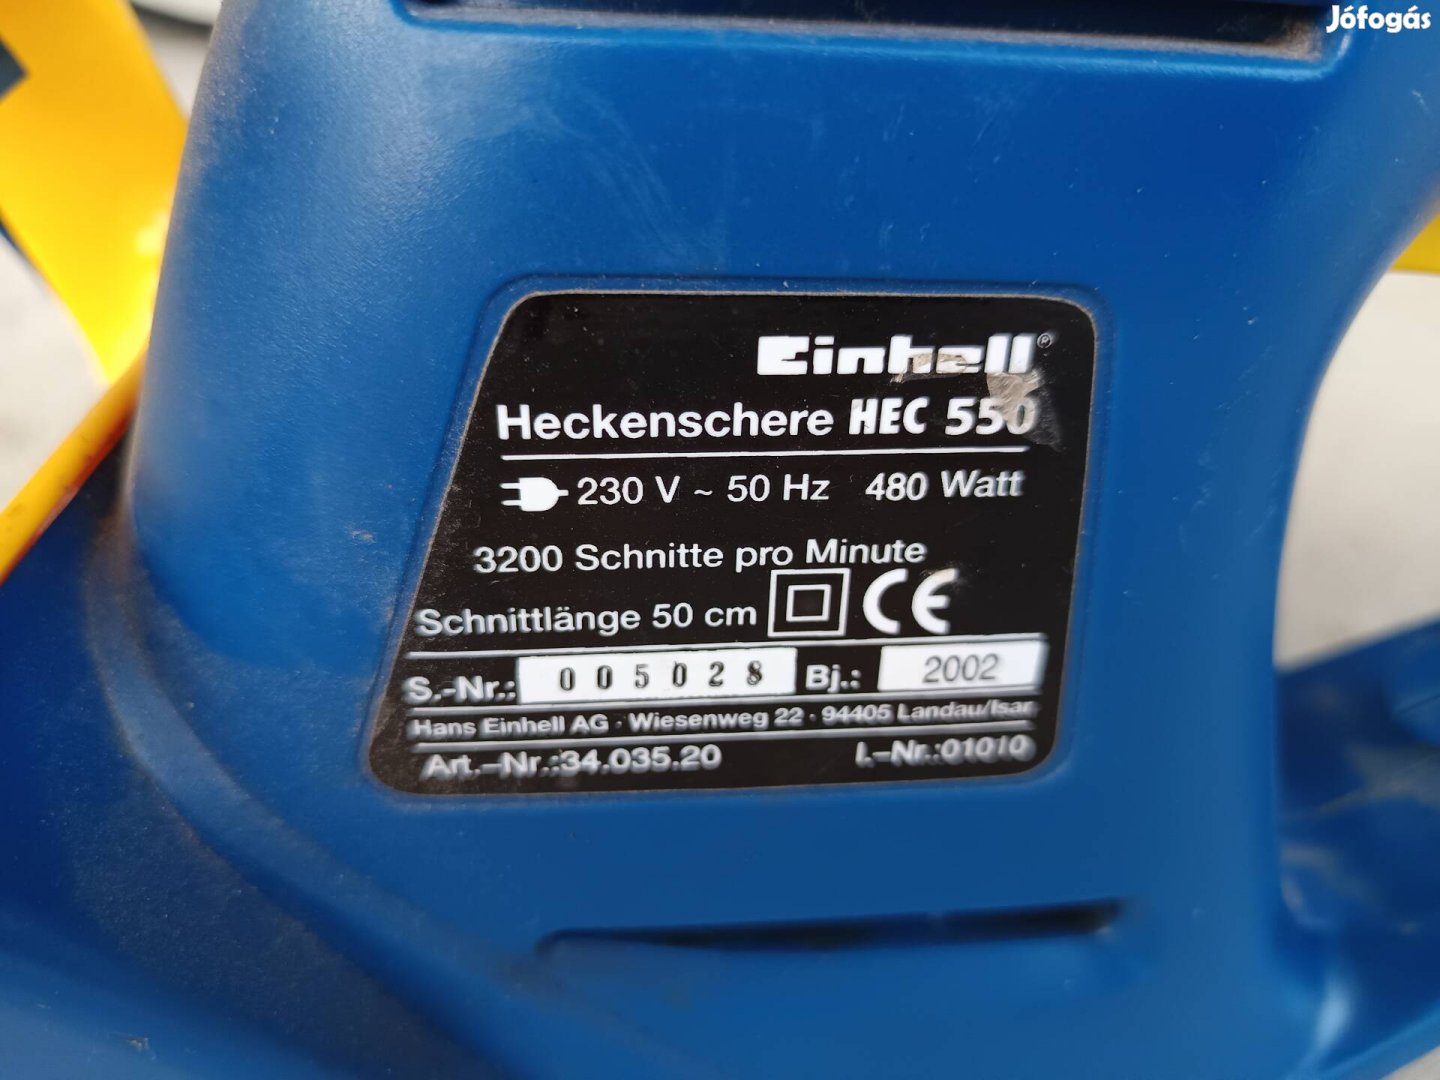 Jófogás
Einhell®
Heckenschere HEC 550
230 V ~ 50 Hz 480 Watt
3200 Schnitte pro Minute
Schnittlänge 50 cm CE
S.-Nr.: 005028 Bj.: 2002
Hans Einhell AG · Wiesenweg 22 · 94405 Landau/Isar
Art.-Nr.:34.035.20 I.-Nr.:01010